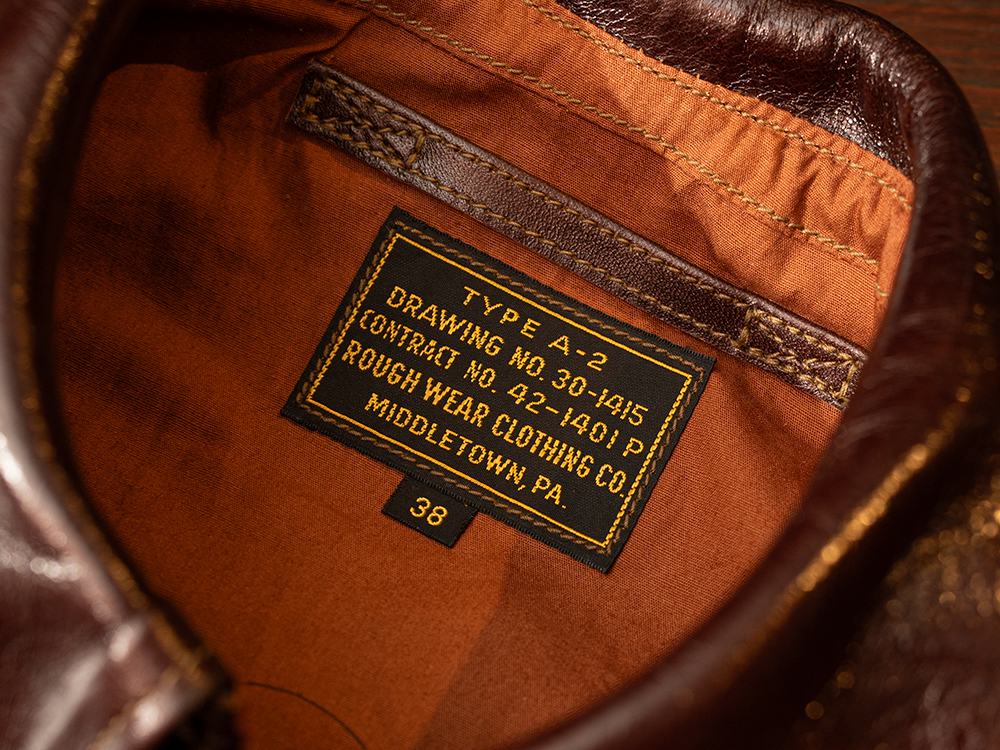 TYPE A-2
DRAWING NO. 30-1415
CONTRACT NO. 42-1401 P
ROUGH WEAR CLOTHING CO.
MIDDLETOWN, PA.
38